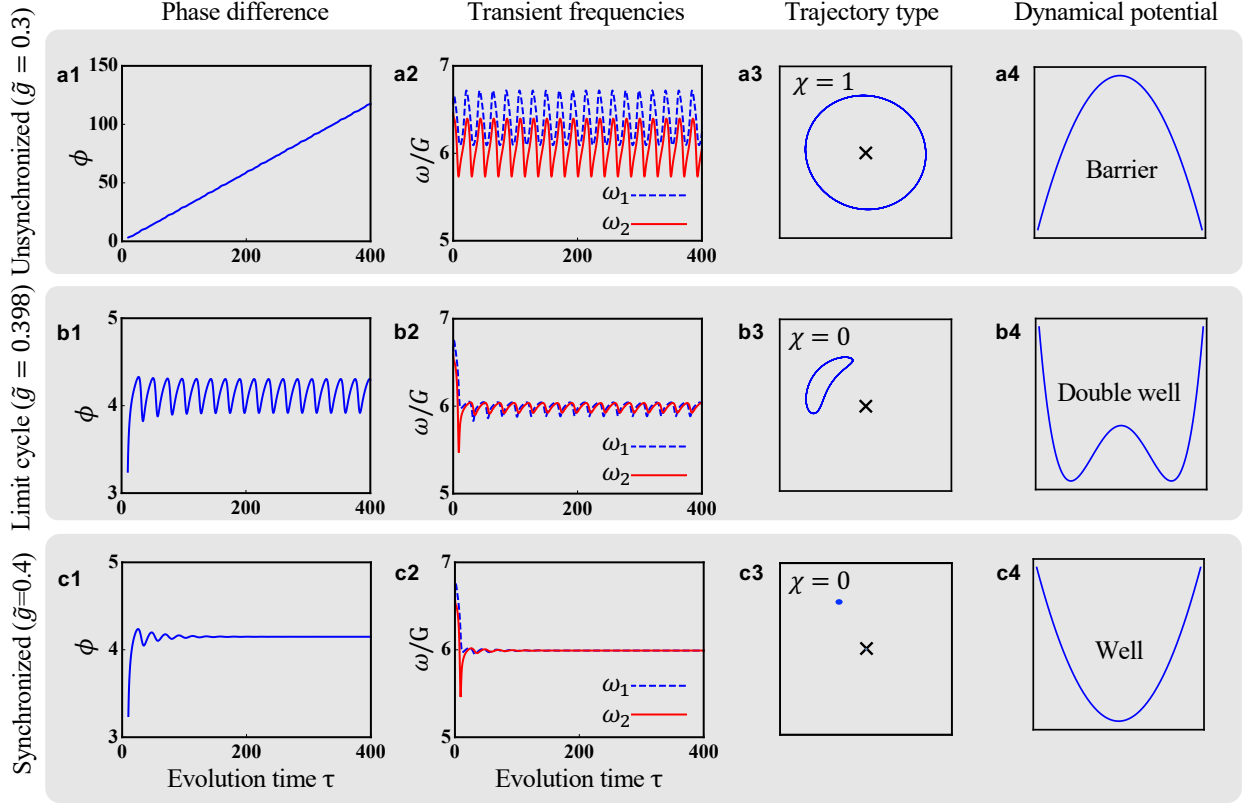 Phase difference Transient frequencies Trajectory type Dynamical potential
Unsynchronized (g̃ = 0.3)
a1
150
100
50
0
ϕ
0 200 400
a2
7
6
5
ω/G
ω₁
ω₂
0 200 400
a3
χ = 1
×
a4
Barrier
Limit cycle (g̃ = 0.398)
b1
5
4
3
ϕ
0 200 400
b2
7
6
5
ω/G
ω₁
ω₂
0 200 400
b3
χ = 0
×
b4
Double well
Synchronized (g̃=0.4)
c1
5
4
3
ϕ
0 200 400
Evolution time τ
c2
7
6
5
ω/G
ω₁
ω₂
0 200 400
Evolution time τ
c3
χ = 0
×
c4
Well